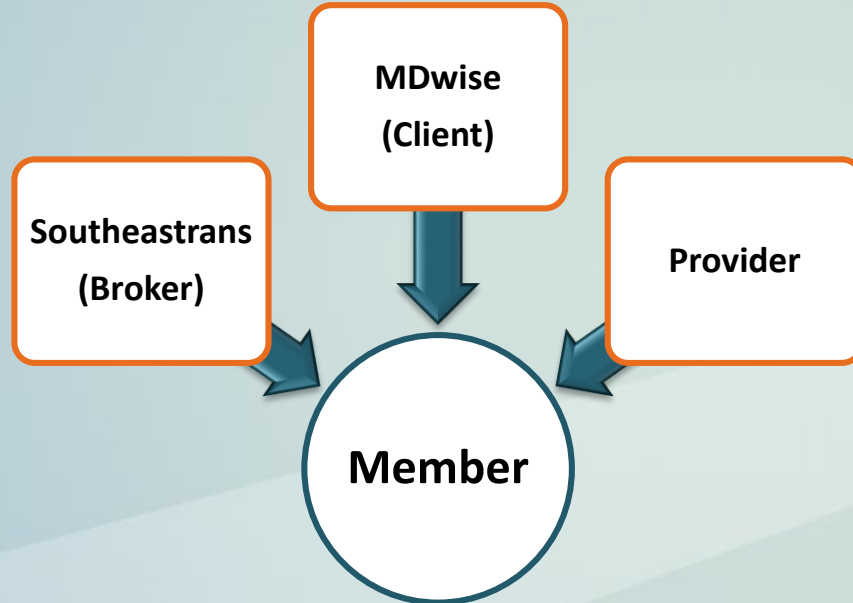 MDwise
(Client)
Southeastrans
(Broker)
Provider
Member